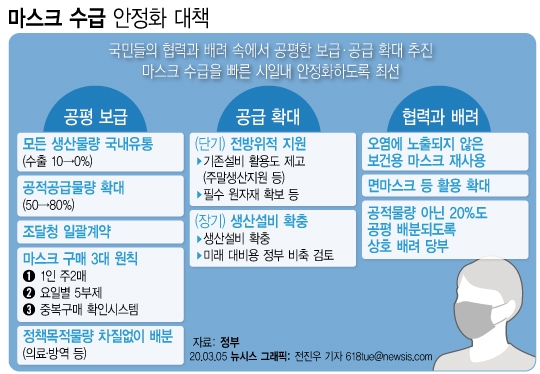 마스크 수급 안정화 대책
국민들의 협력과 배려 속에서 공평한 보급·공급 확대 추진
마스크 수급을 빠른 시일내 안정화하도록 최선
공평 보급
모든 생산물량 국내유통
(수출 10→0%)
공적공급물량 확대
(50→80%)
조달청 일괄계약
마스크 구매 3대 원칙
❶ 1인 주2매
❷ 요일별 5부제
❸ 중복구매 확인시스템
정책목적물량 차질없이 배분
(의료·방역 등)
공급 확대
(단기) 전방위적 지원
▸기존설비 활용도 제고
(주말생산지원 등)
▸필수 원자재 확보 등
(장기) 생산설비 확충
▸생산설비 확충
▸미래 대비용 정부 비축 검토
협력과 배려
오염에 노출되지 않은
보건용 마스크 재사용
면마스크 등 활용 확대
공적물량 아닌 20%도
공평 배분되도록
상호 배려 당부
자료: 정부
20.03.05 뉴시스 그래픽: 전진우 기자 618tue@newsis.com